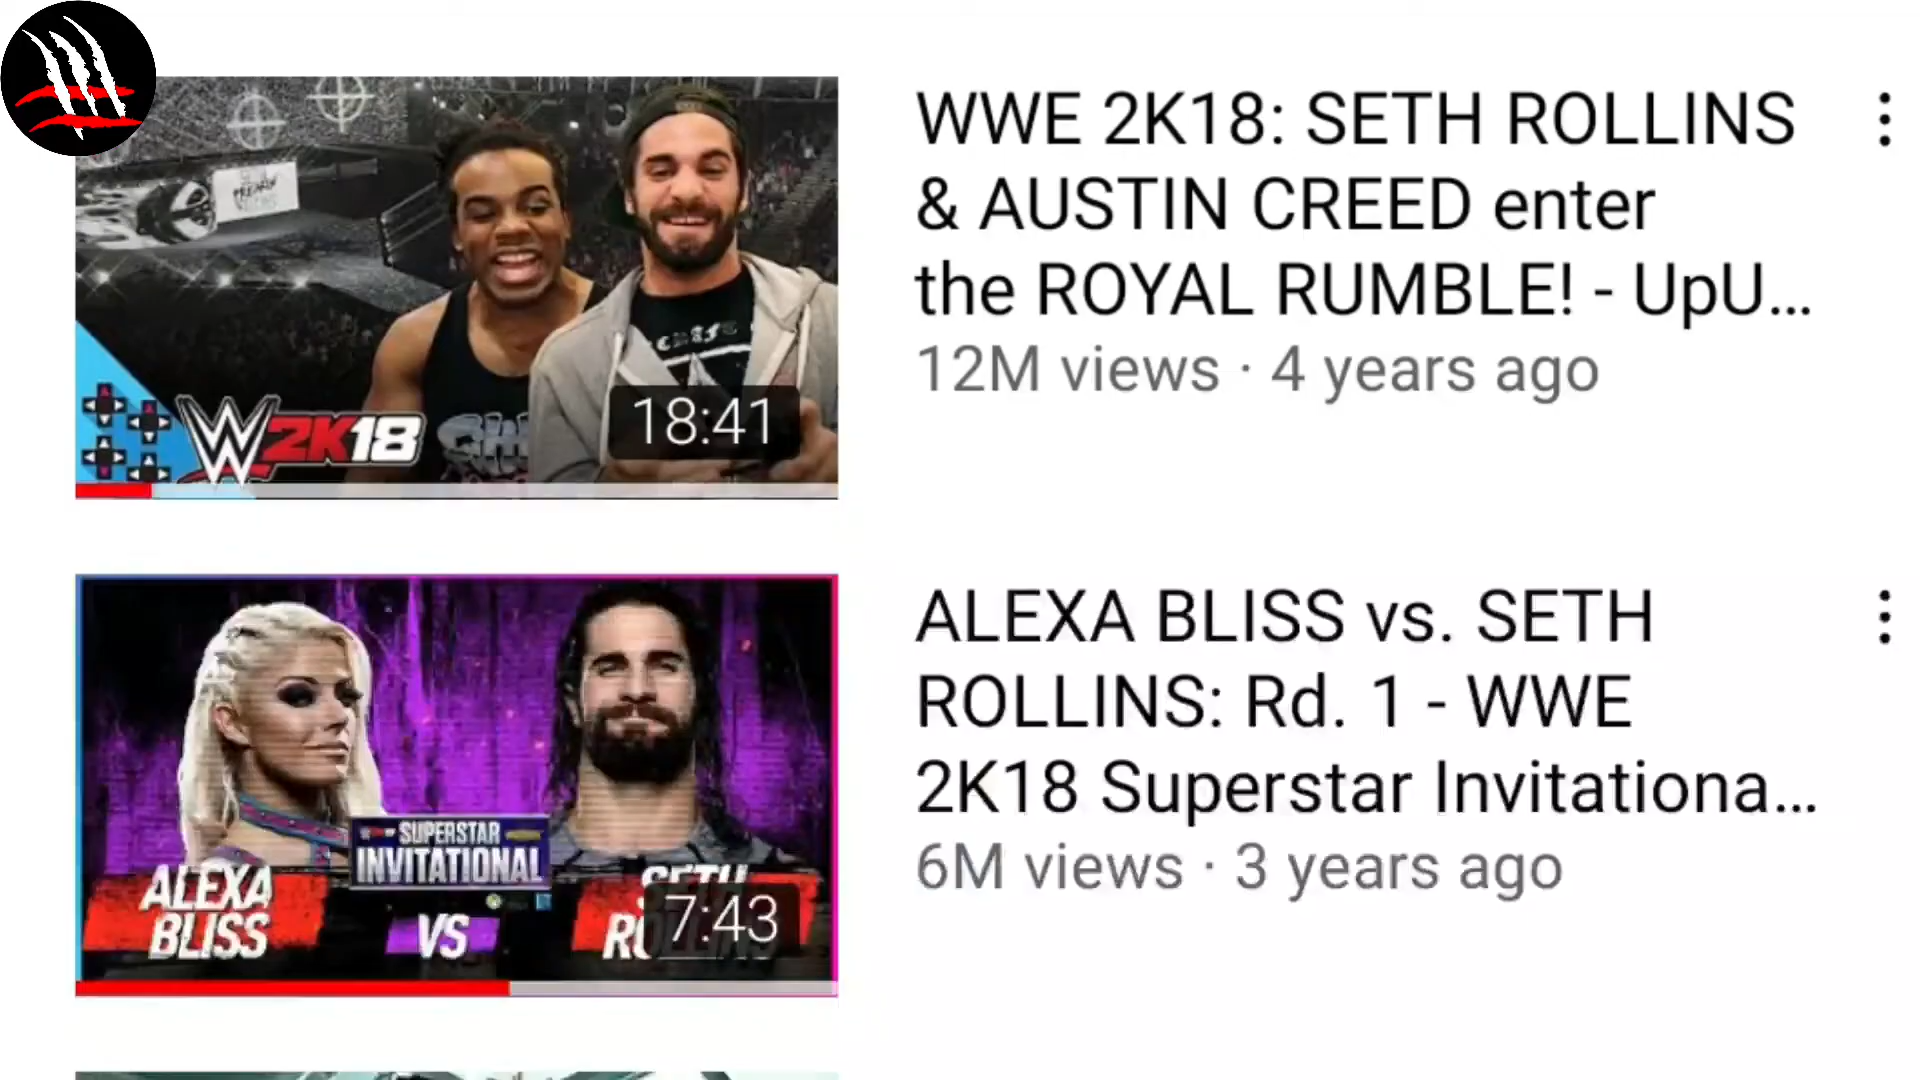 WWE 2K18: SETH ROLLINS
& AUSTIN CREED enter
the ROYAL RUMBLE! - UpU...
12M views · 4 years ago
W 2K18
18:41
ALEXA BLISS vs. SETH
ROLLINS: Rd. 1 - WWE
2K18 Superstar Invitationa...
6M views · 3 years ago
SUPERSTAR
INVITATIONAL
ALEXA
BLISS
VS
SETH
7:43